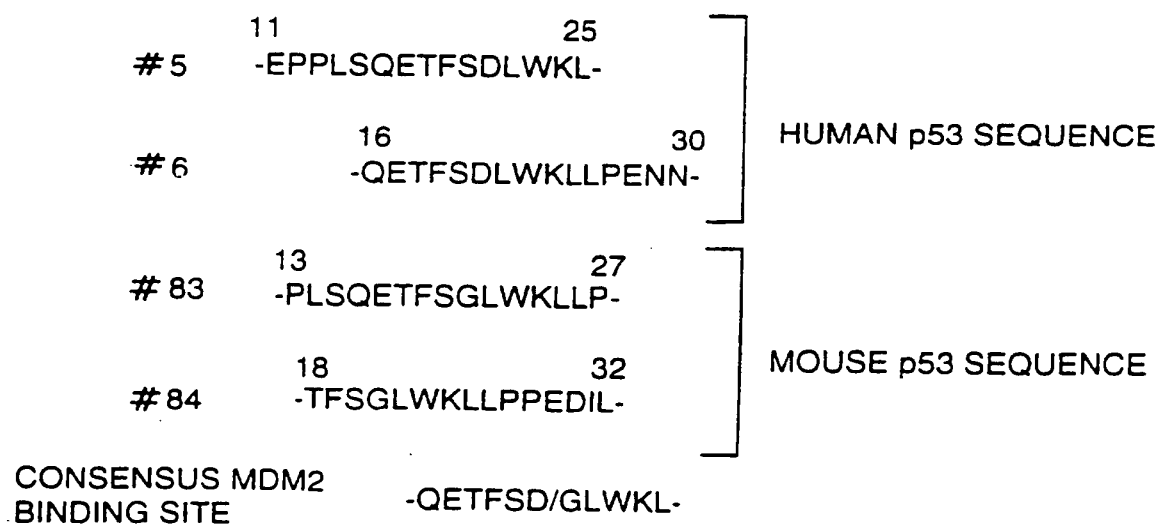 11 25
#5 -EPPLSQETFSDLWKL-
16 30
#6 -QETFSDLWKLLPENN-
HUMAN p53 SEQUENCE
13 27
#83 -PLSQETFSGLWKLLP-
18 32
#84 -TFSGLWKLLPPEDIL-
MOUSE p53 SEQUENCE
CONSENSUS MDM2
BINDING SITE
-QETFSD/GLWKL-